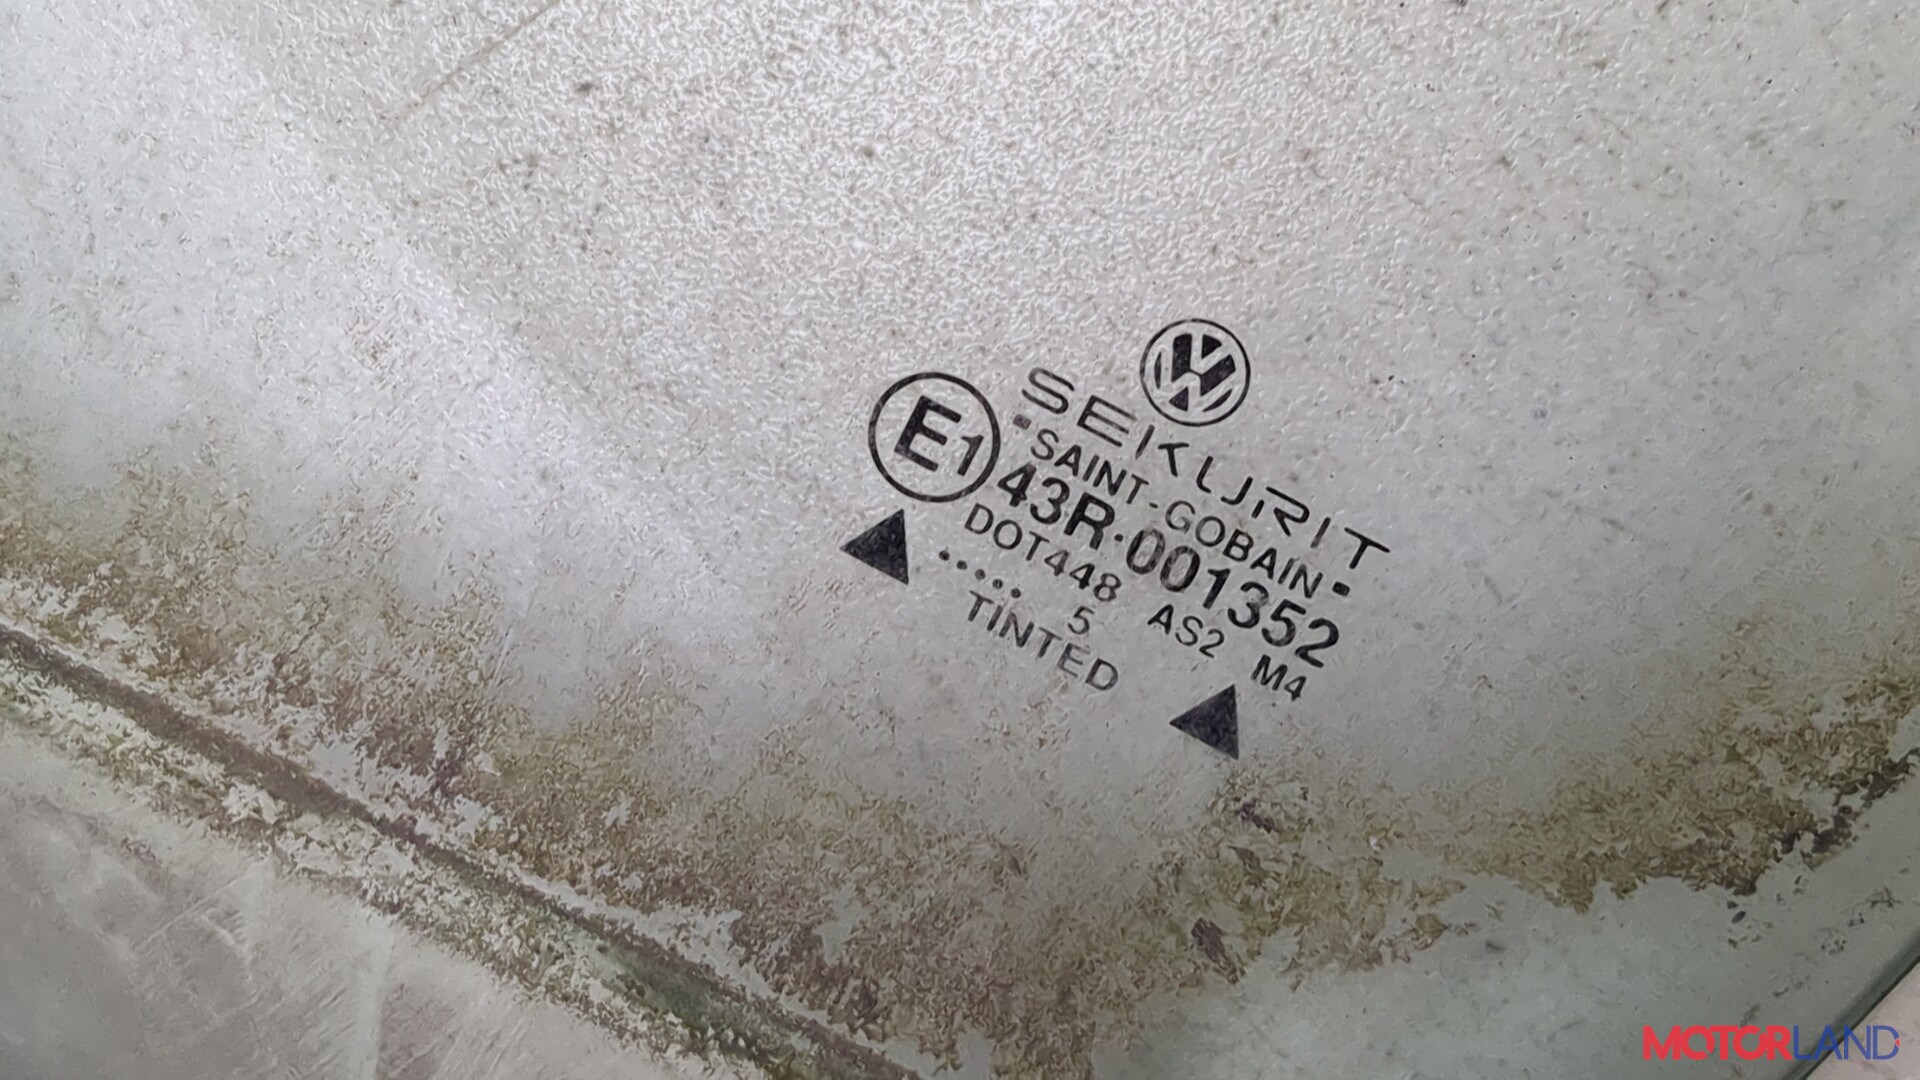 SEKURIT
SAINT-GOBAIN
E1 43R·001352
DOT448 AS2 M4
..... 5
TINTED
MOTORLAND